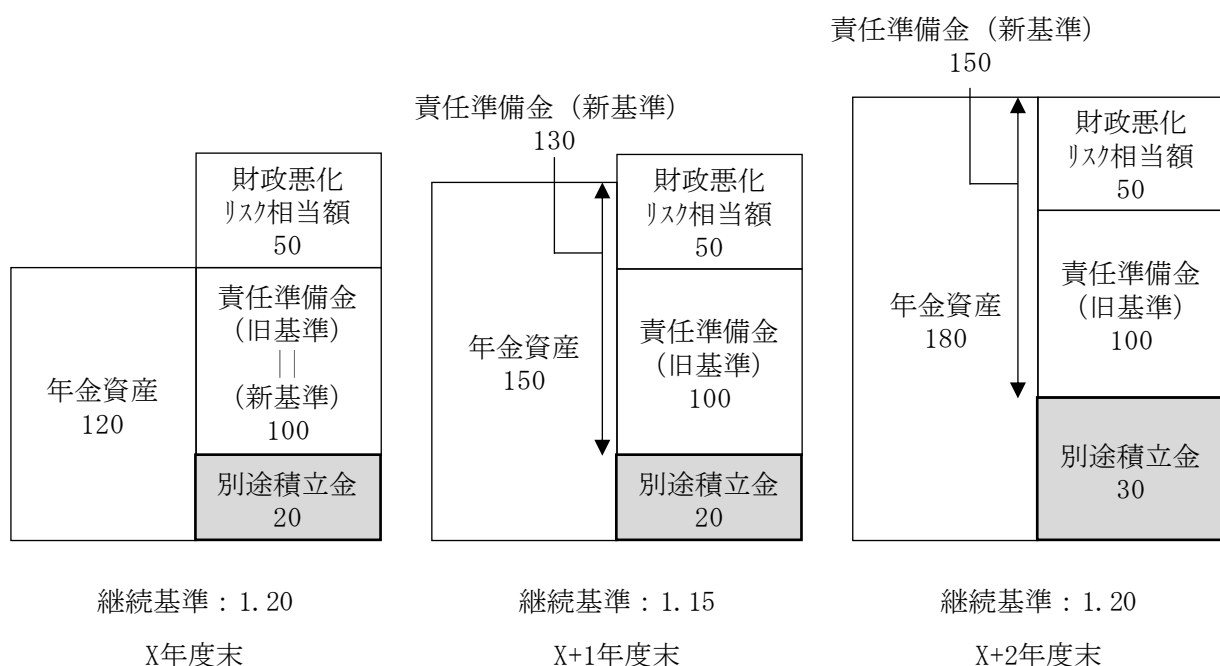 財政悪化
リスク相当額
50
年金資産
120
責任準備金
(旧基準)
||
(新基準)
100
別途積立金
20
継続基準：1.20
X年度末
責任準備金（新基準）
130
財政悪化
リスク相当額
50
年金資産
150
責任準備金
(旧基準)
100
別途積立金
20
継続基準：1.15
X+1年度末
責任準備金（新基準）
150
財政悪化
リスク相当額
50
年金資産
180
責任準備金
(旧基準)
100
別途積立金
30
継続基準：1.20
X+2年度末